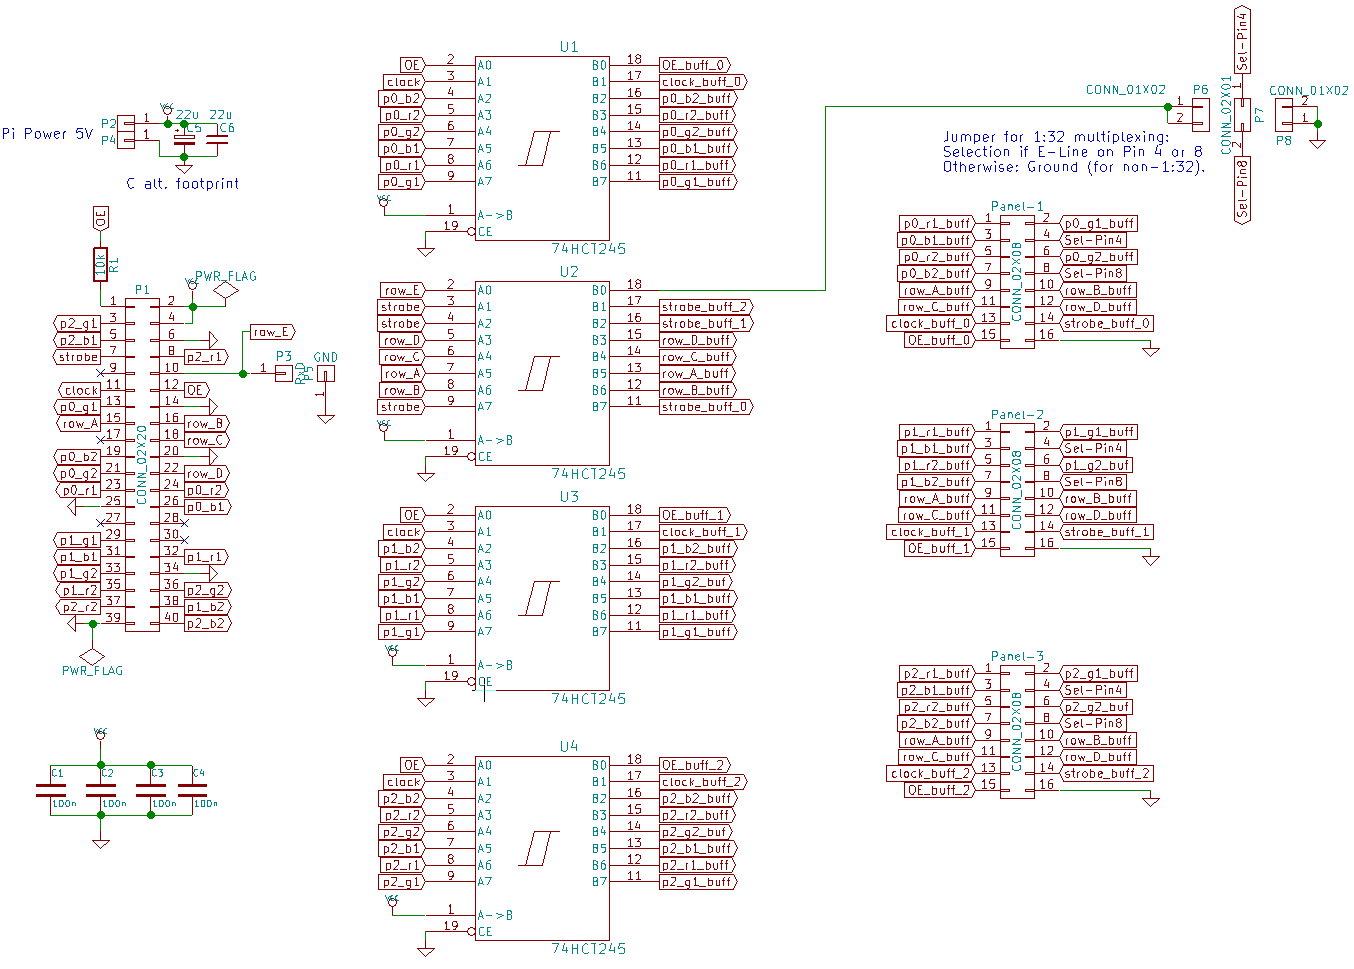 Pi Power 5V
P2
P4
1
1
Vcc
22u
22u
C5
C6
C alt. footprint
OE
10k
R1
PWR_FLAG
Vcc
P1
CONN_02X20
1 2
p2_g1 3 4
p2_b1 5 6
strobe 7 8 p2_r1
9 10
clock 11 12 OE
p0_g1 13 14
row_A 15 16 row_B
17 18 row_C
p0_b2 19 20
p0_g2 21 22 row_D
p0_r1 23 24 p0_r2
25 26 p0_b1
27 28
p1_g1 29 30
p1_b1 31 32 p1_r1
p1_g2 33 34
p1_r2 35 36 p2_g2
p2_r2 37 38 p1_b2
39 40 p2_b2
PWR_FLAG
row_E
P3
1
RxD
GND
P5
1
Vcc
C1
C2
C3
C4
100n
100n
100n
100n
U1
OE 2 A0 B0 18 OE_buff_0
clock 3 A1 B1 17 clock_buff_0
p0_b2 4 A2 B2 16 p0_b2_buff
p0_r2 5 A3 B3 15 p0_r2_buff
p0_g2 6 A4 B4 14 p0_g2_buff
p0_b1 7 A5 B5 13 p0_b1_buff
p0_r1 8 A6 B6 12 p0_r1_buff
p0_g1 9 A7 B7 11 p0_g1_buff
Vcc
1 A->B
19 CE
74HCT245
U2
row_E 2 A0 B0 18
strobe 3 A1 B1 17 strobe_buff_2
strobe 4 A2 B2 16 strobe_buff_1
row_D 5 A3 B3 15 row_D_buff
row_C 6 A4 B4 14 row_C_buff
row_A 7 A5 B5 13 row_A_buff
row_B 8 A6 B6 12 row_B_buff
strobe 9 A7 B7 11 strobe_buff_0
Vcc
1 A->B
19 CE
74HCT245
U3
OE 2 A0 B0 18 OE_buff_1
clock 3 A1 B1 17 clock_buff_1
p1_b2 4 A2 B2 16 p1_b2_buff
p1_r2 5 A3 B3 15 p1_r2_buff
p1_g2 6 A4 B4 14 p1_g2_buf
p1_b1 7 A5 B5 13 p1_b1_buff
p1_r1 8 A6 B6 12 p1_r1_buff
p1_g1 9 A7 B7 11 p1_g1_buff
Vcc
1 A->B
19 CE
74HCT245
U4
OE 2 A0 B0 18 OE_buff_2
clock 3 A1 B1 17 clock_buff_2
p2_b2 4 A2 B2 16 p2_b2_buff
p2_r2 5 A3 B3 15 p2_r2_buff
p2_g2 6 A4 B4 14 p2_g2_buf
p2_b1 7 A5 B5 13 p2_b1_buff
p2_r1 8 A6 B6 12 p2_r1_buff
p2_g1 9 A7 B7 11 p2_g1_buff
Vcc
1 A->B
19 CE
74HCT245
CONN_01X02
P6
1
2
Sel-Pin4
1
CONN_02X01
P7
2
Sel-Pin8
CONN_01X02
2
1
P8
Jumper for 1:32 multiplexing:
Selection if E-Line on Pin 4 or 8
Otherwise: Ground (for non-1:32).
Panel-1
CONN_02X08
p0_r1_buff 1 2 p0_g1_buff
p0_b1_buff 3 4 Sel-Pin4
p0_r2_buff 5 6 p0_g2_buff
p0_b2_buff 7 8 Sel-Pin8
row_A_buff 9 10 row_B_buff
row_C_buff 11 12 row_D_buff
clock_buff_0 13 14 strobe_buff_0
OE_buff_0 15 16
Panel-2
CONN_02X08
p1_r1_buff 1 2 p1_g1_buff
p1_b1_buff 3 4 Sel-Pin4
p1_r2_buff 5 6 p1_g2_buf
p1_b2_buff 7 8 Sel-Pin8
row_A_buff 9 10 row_B_buff
row_C_buff 11 12 row_D_buff
clock_buff_1 13 14 strobe_buff_1
OE_buff_1 15 16
Panel-3
CONN_02X08
p2_r1_buff 1 2 p2_g1_buff
p2_b1_buff 3 4 Sel-Pin4
p2_r2_buff 5 6 p2_g2_buf
p2_b2_buff 7 8 Sel-Pin8
row_A_buff 9 10 row_B_buff
row_C_buff 11 12 row_D_buff
clock_buff_2 13 14 strobe_buff_2
OE_buff_2 15 16